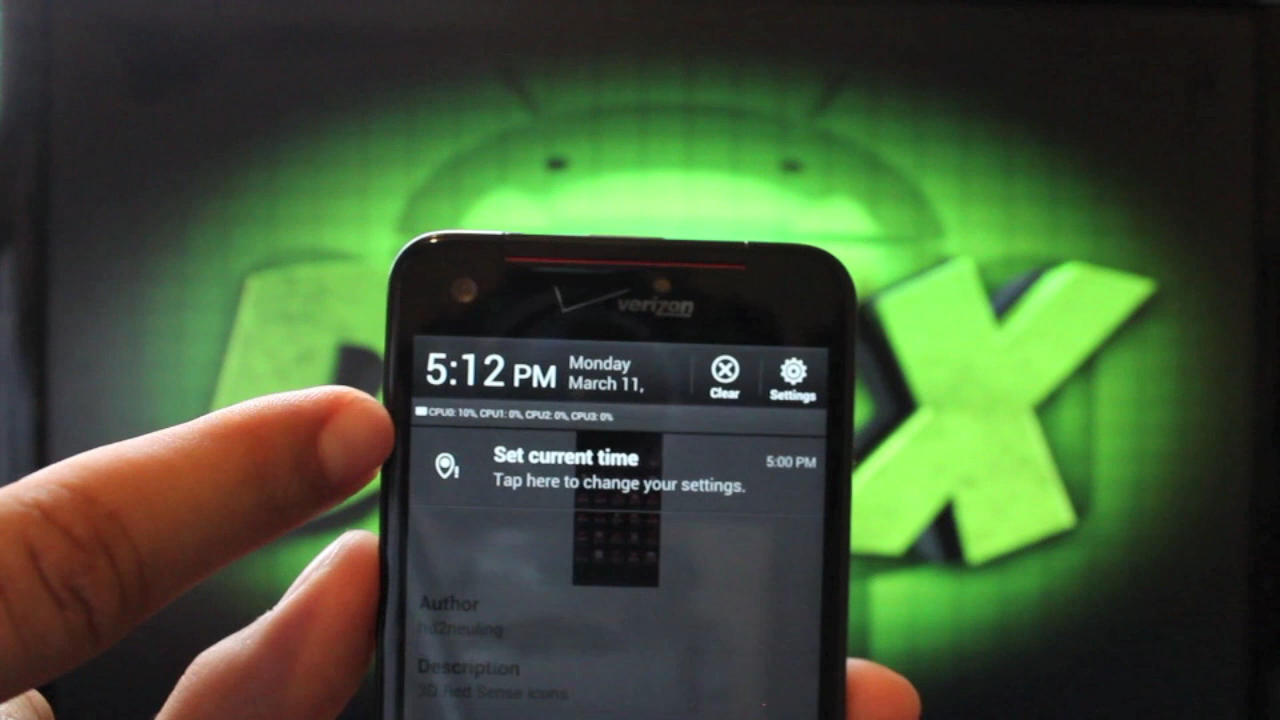 verizon
5:12 PM
Monday
March 11,
Clear
Settings
CPU0: 10%, CPU1: 0%, CPU2: 0%, CPU3: 0%
Set current time
5:00 PM
Tap here to change your settings.
Author
hd2neuling
Description
3D Red Sense icons
X